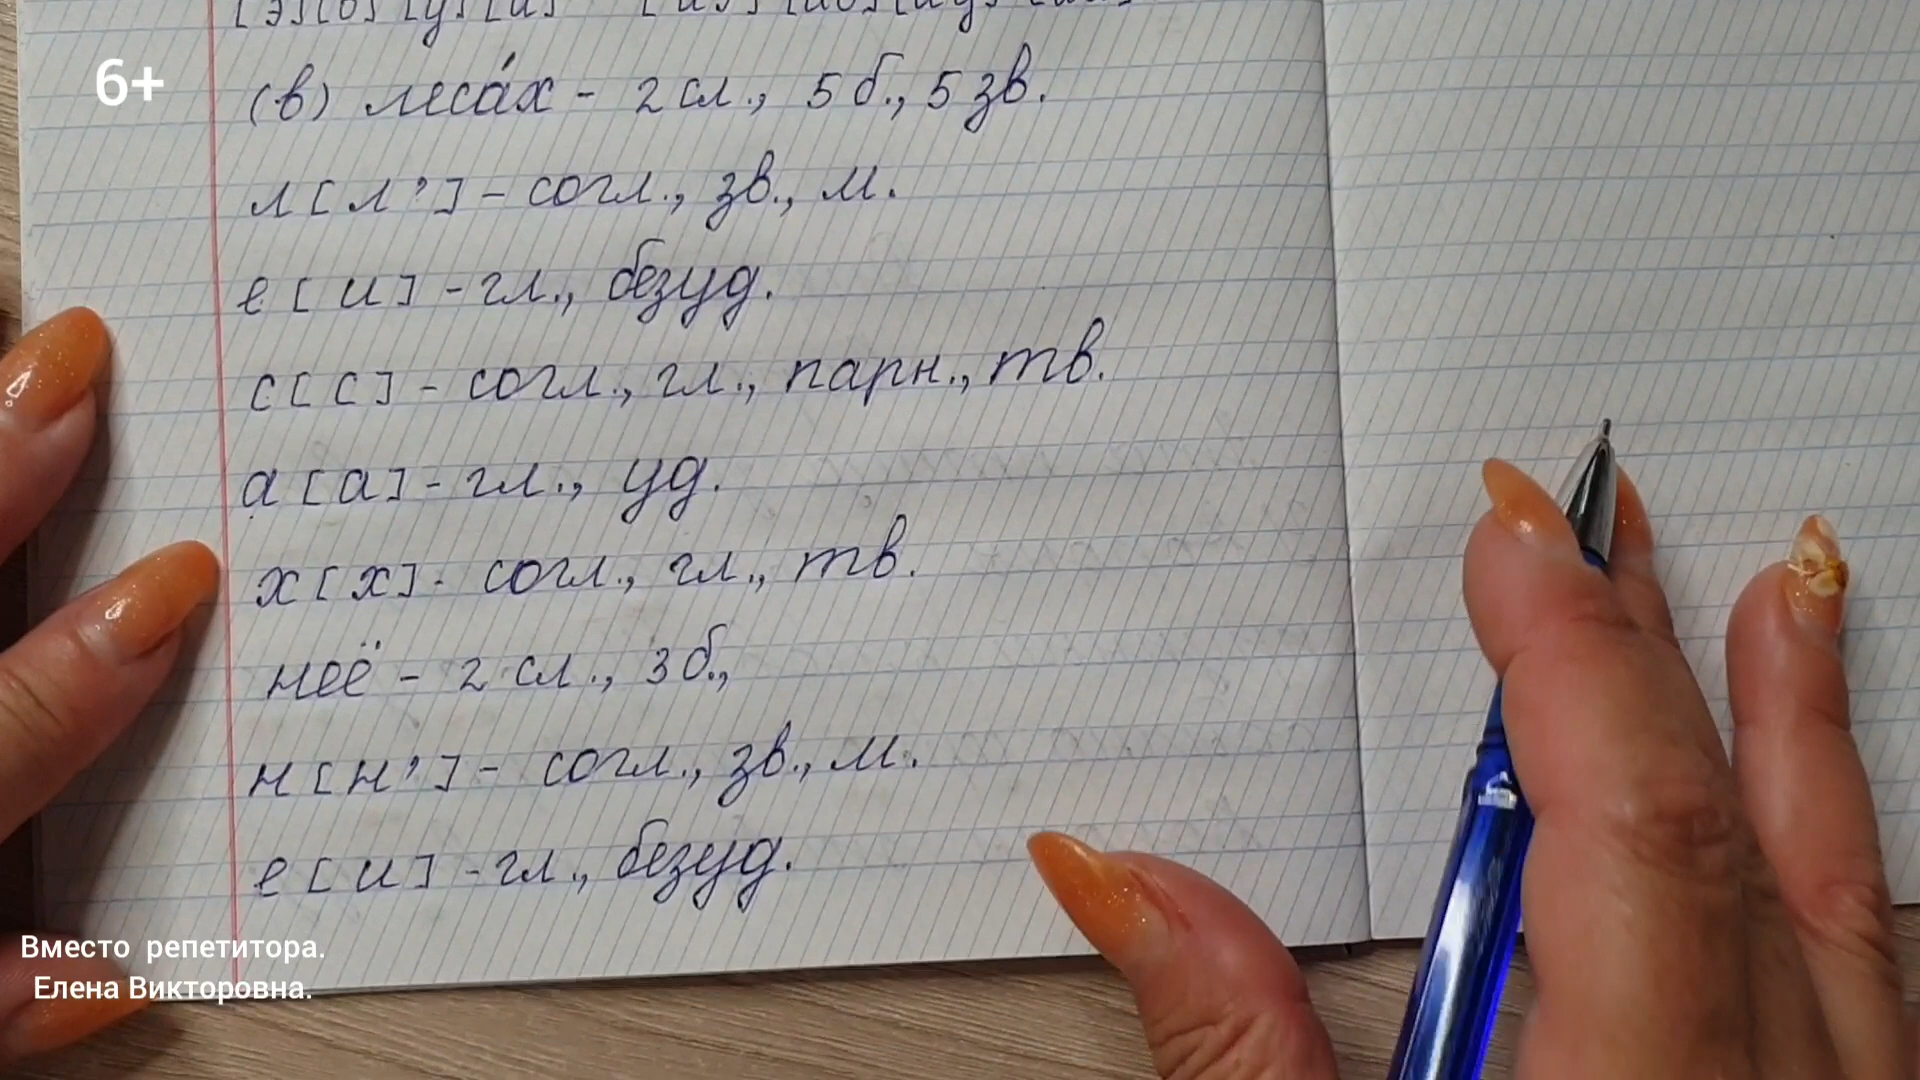 [э] [о] [у] [и]
6+
(в) леса́х - 2 сл., 5 б., 5 зв.
л [л'] - согл., зв., м.
е [и] - гл., безуд.
с [с] - согл., гл., парн., тв.
а [а] - гл., уд.
х [х] - согл., гл., тв.
неё - 2 сл., 3 б.,
н [н'] - согл., зв., м.
е [и] - гл., безуд.
Вместо репетитора.
Елена Викторовна.